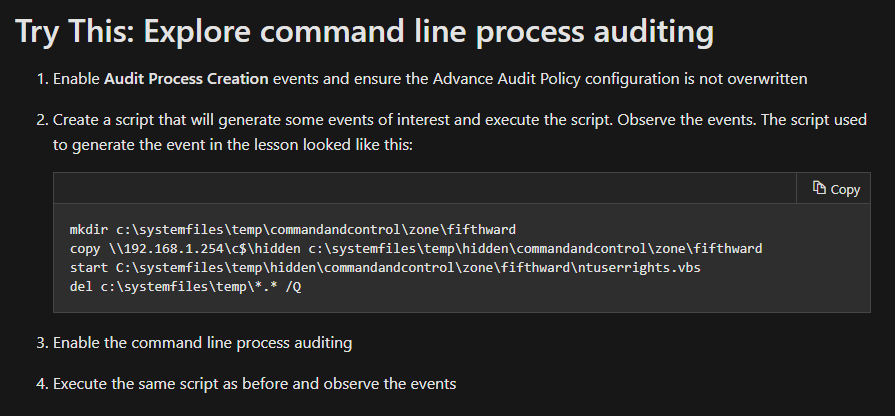 Try This: Explore command line process auditing
1. Enable Audit Process Creation events and ensure the Advance Audit Policy configuration is not overwritten
2. Create a script that will generate some events of interest and execute the script. Observe the events. The script used
to generate the event in the lesson looked like this:
Copy
mkdir c:\systemfiles\temp\commandandcontrol\zone\fifthward
copy \\192.168.1.254\c$\hidden c:\systemfiles\temp\hidden\commandandcontrol\zone\fifthward
start C:\systemfiles\temp\hidden\commandandcontrol\zone\fifthward\ntuserrights.vbs
del c:\systemfiles\temp\*.* /Q
3. Enable the command line process auditing
4. Execute the same script as before and observe the events